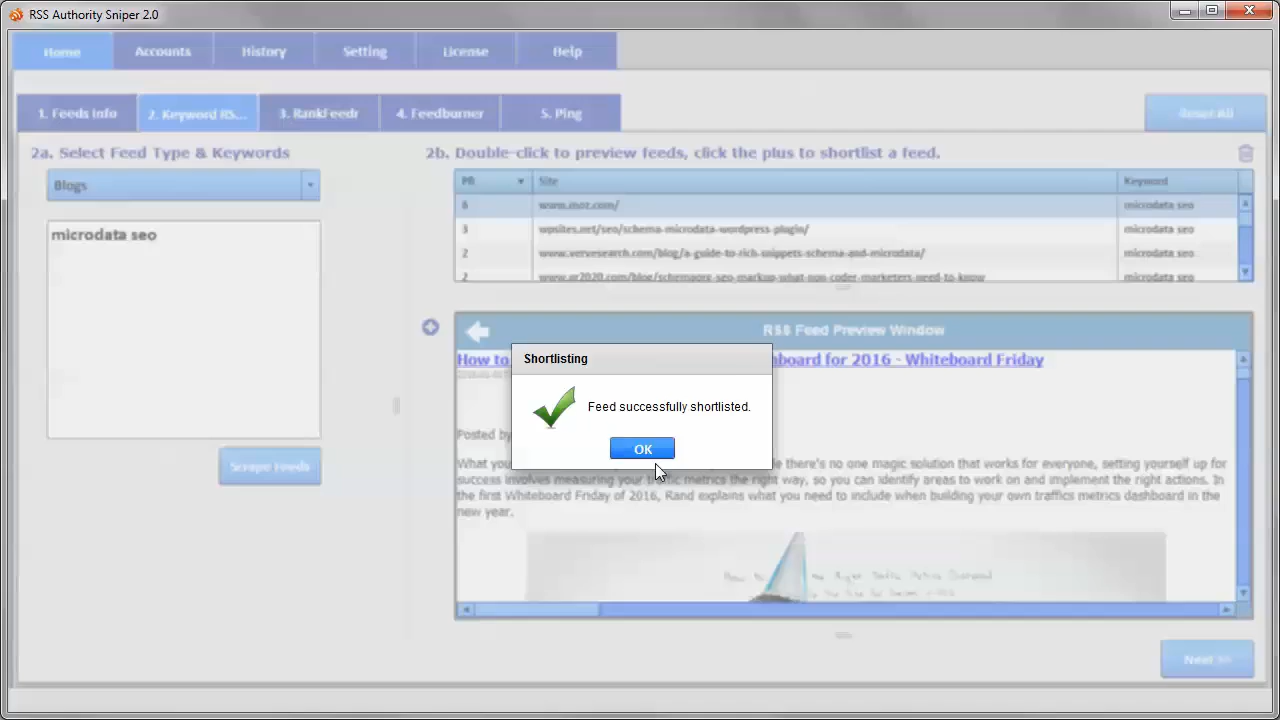 RSS Authority Sniper 2.0
Home
Accounts
History
Setting
License
Help
1. Feeds Info
2. Keyword RS...
3. RankFeedr
4. Feedburner
5. Ping
Reset All
2a. Select Feed Type & Keywords
Blogs
microdata seo
Scrape Feeds
2b. Double-click to preview feeds, click the plus to shortlist a feed.
PR Site Keyword
6 www.moz.com/ microdata seo
3 wpsites.net/seo/schema-microdata-wordpress-plugin/ microdata seo
2 www.vervesearch.com/blog/a-guide-to-rich-snippets-schema-and-microdata/ microdata seo
2 microdata seo
RSS Feed Preview Window
How to board for 2016 - Whiteboard Friday
Posted by
What you le there's no one magic solution that works for everyone, setting yourself up for
success involves measuring your traffic metrics the right way, so you can identify areas to work on and implement the right actions. In
the first Whiteboard Friday of 2016, Rand explains what you need to include when building your own traffics metrics dashboard in the
new year.
Shortlisting
Feed successfully shortlisted.
OK
Next >>